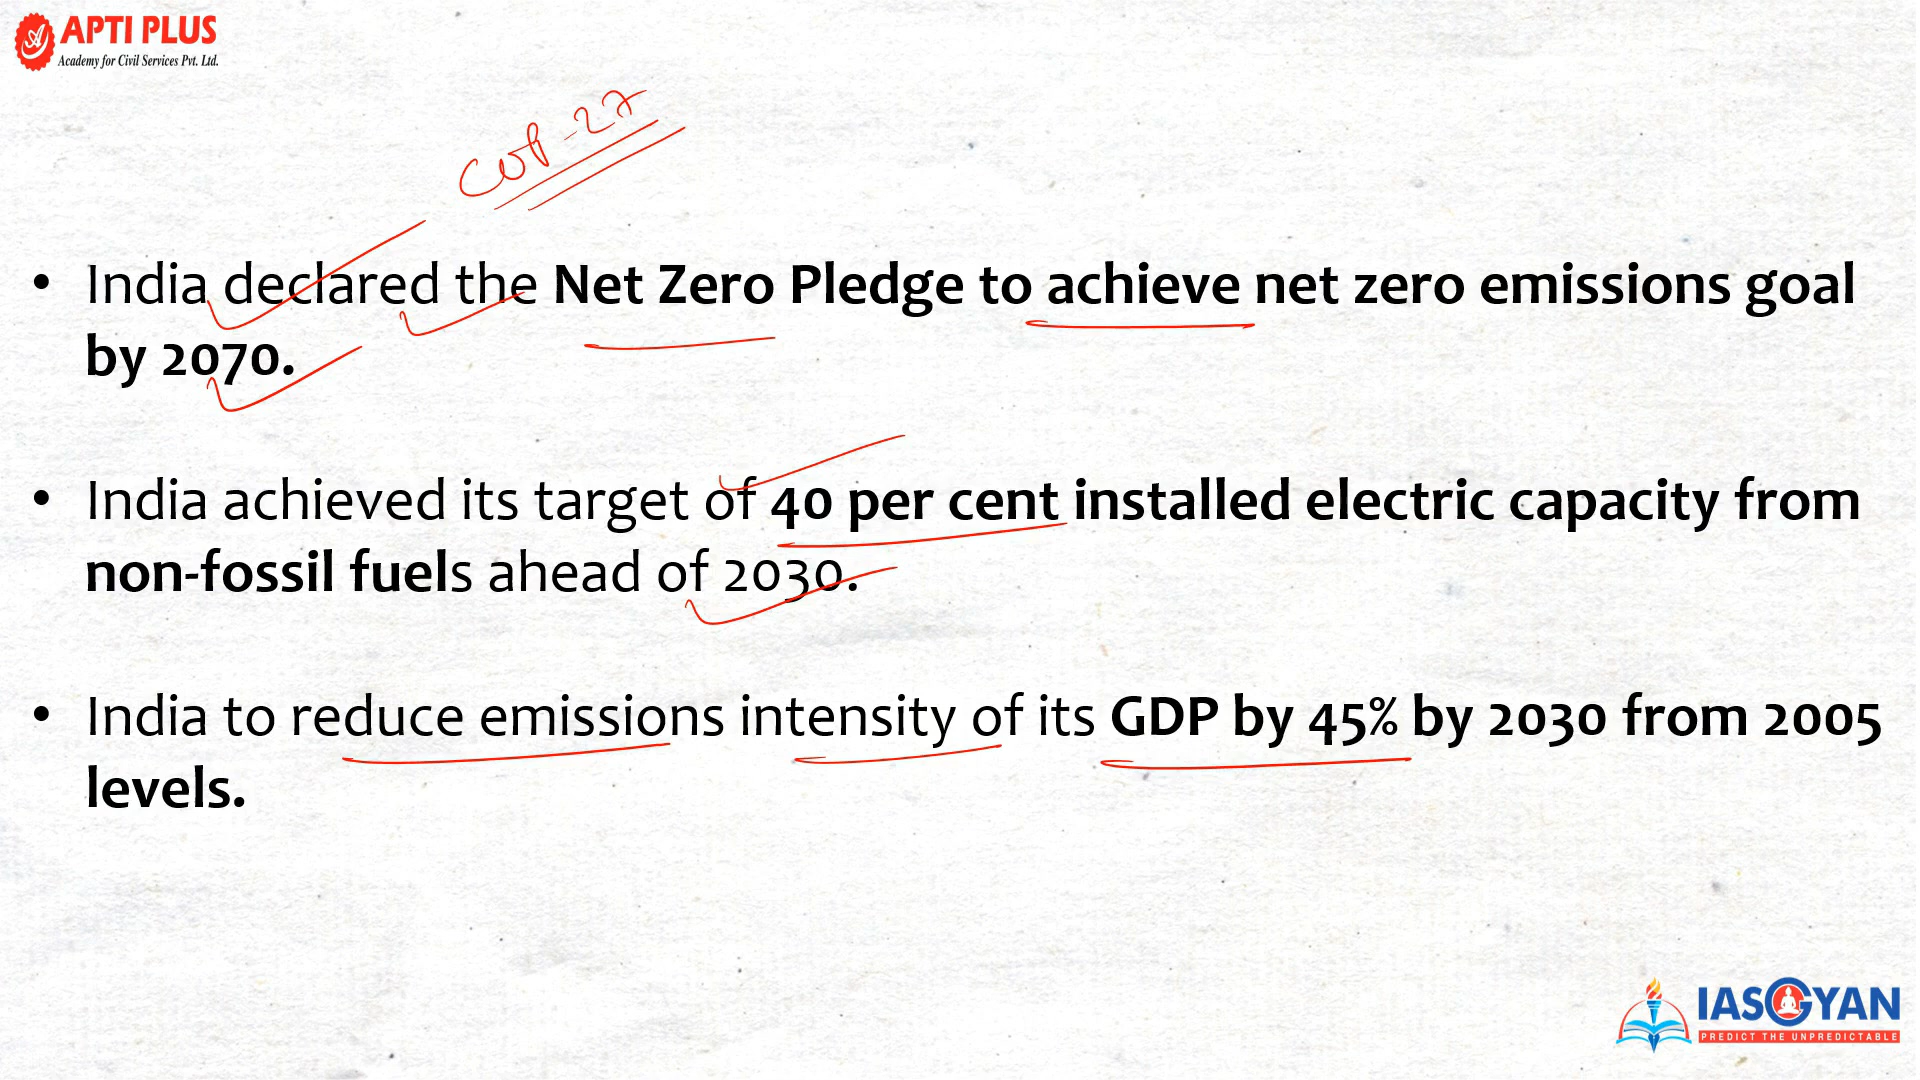 APTI PLUS
Academy for Civil Services Pvt. Ltd.
COP-27
• India declared the Net Zero Pledge to achieve net zero emissions goal
by 2070.
• India achieved its target of 40 per cent installed electric capacity from
non-fossil fuels ahead of 2030.
• India to reduce emissions intensity of its GDP by 45% by 2030 from 2005
levels.
IASGYAN
PREDICT THE UNPREDICTABLE